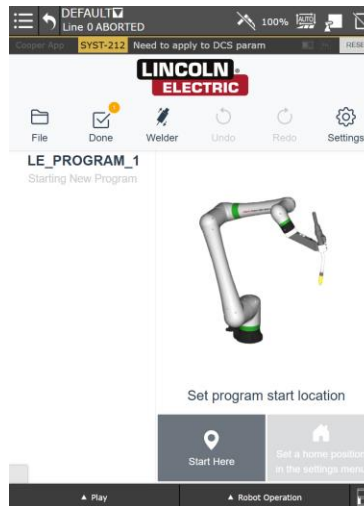 DEFAULT
Line 0 ABORTED
100%
AUTO
Cooper App
SYST-212 Need to apply to DCS param
RESE
LINCOLN
ELECTRIC
File
Done
Welder
Undo
Redo
Settings
LE_PROGRAM_1
Starting New Program
Set program start location
Start Here
Set a home position
in the settings menu
Play
Robot Operation